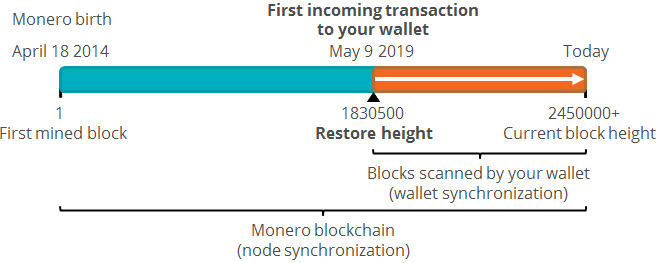 Monero birth
First incoming transaction
to your wallet
April 18 2014
May 9 2019
Today
1
1830500
2450000+
First mined block
Restore height
Current block height
Blocks scanned by your wallet
(wallet synchronization)
Monero blockchain
(node synchronization)